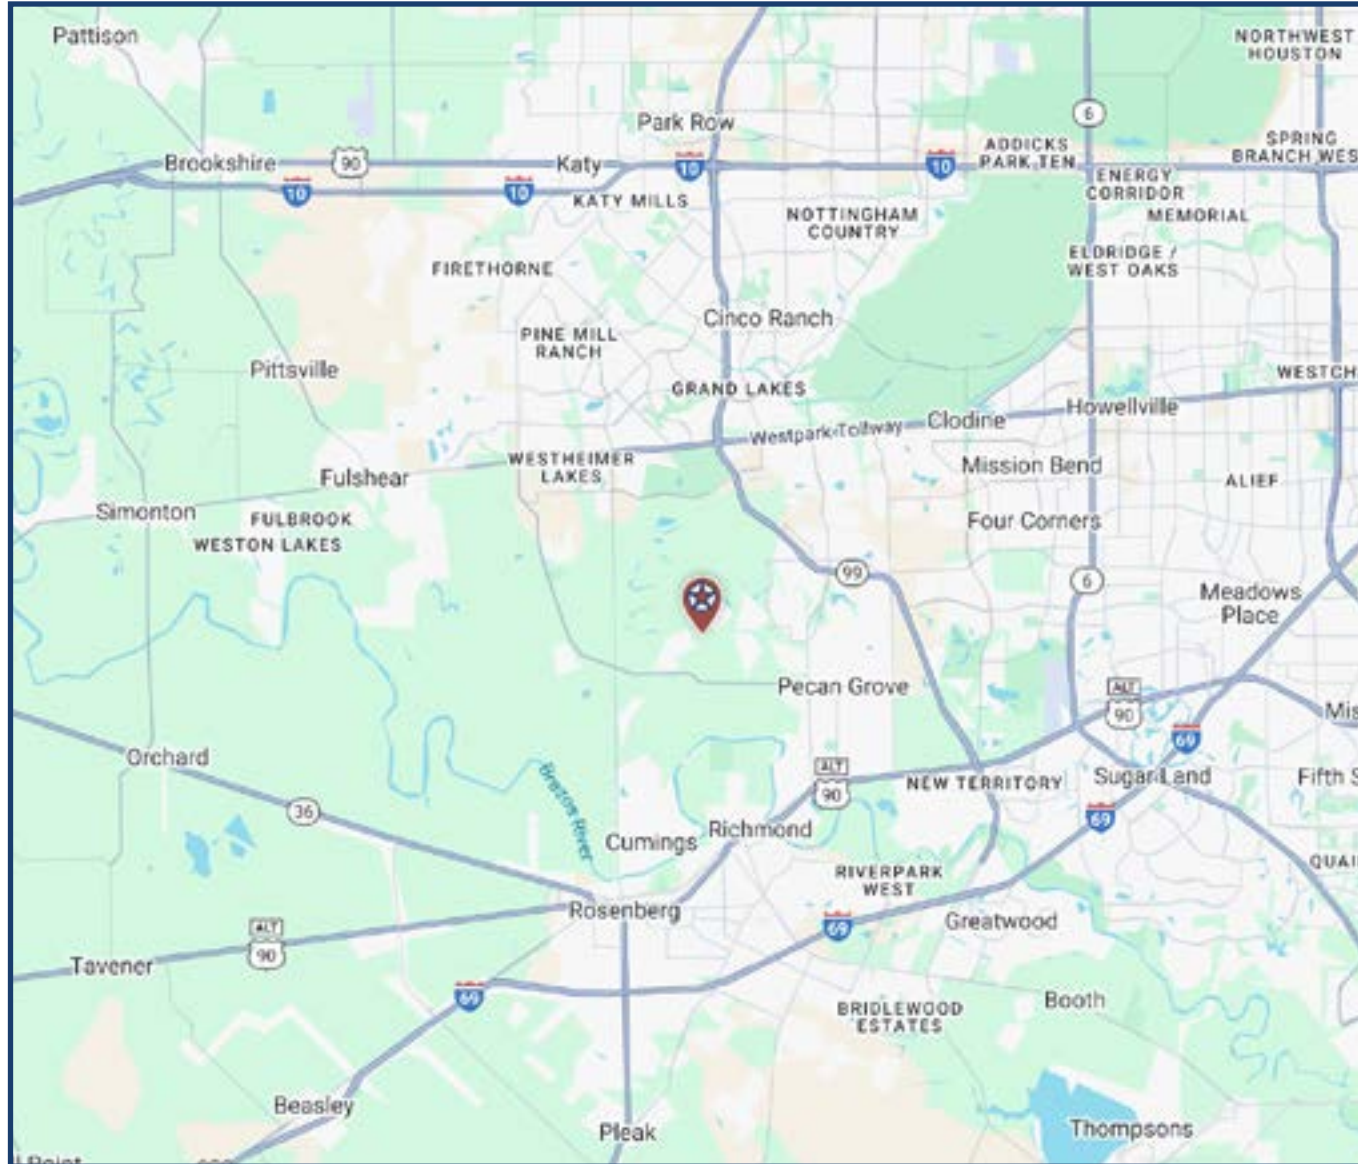 Pattison
NORTHWEST
HOUSTON
6
Park Row
ADDICKS
PARK TEN
SPRING
Brookshire
90
Katy
10
10
BRANCH WES
10
10
ENERGY
CORRIDOR
KATY MILLS
NOTTINGHAM
COUNTRY
MEMORIAL
ELDRIDGE /
WEST OAKS
FIRETHORNE
Cinco Ranch
PINE MILL
RANCH
Pittsville
GRAND LAKES
WESTCH
Howellville
Westpark Tollway
Clodine
WESTHEIMER
LAKES
Mission Bend
Fulshear
ALIEF
Simonton
FULBROOK
Four Corners
WESTON LAKES
99
6
Meadows
Place
Pecan Grove
ALT
90
Mis
69
Orchard
ALT
90
NEW TERRITORY
Sugar Land
Fifth S
Brazos River
36
69
Cumings
Richmond
RIVERPARK
WEST
QUAI
Rosenberg
69
Greatwood
ALT
90
Tavener
69
BRIDLEWOOD
ESTATES
Booth
Beasley
Pleak
Thompsons
Point